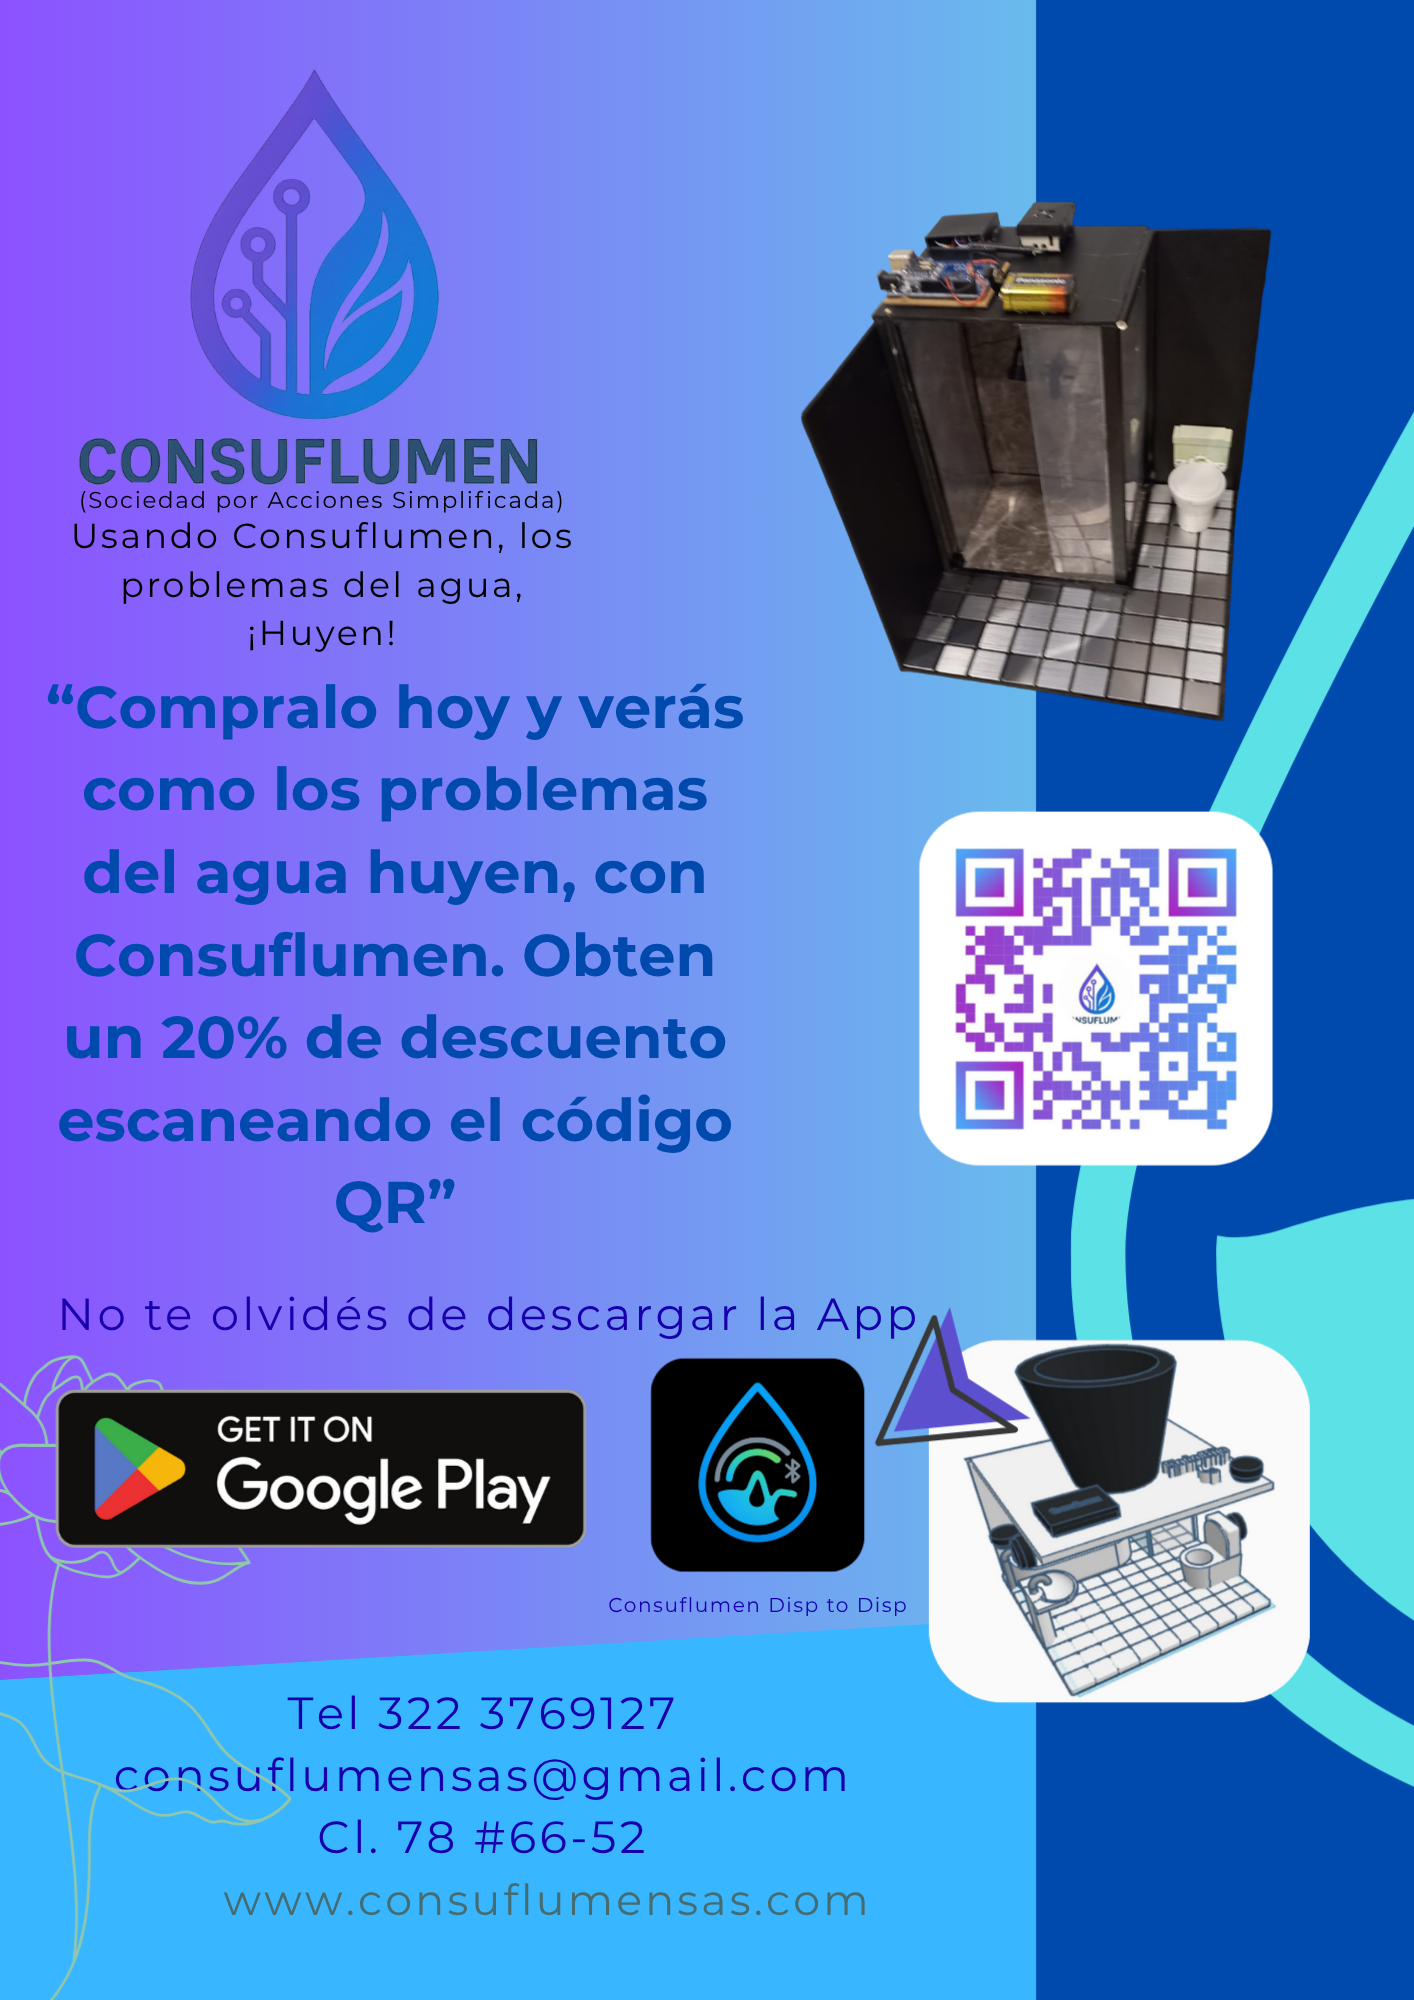 CONSUFLUMEN
(Sociedad por Acciones Simplificada)
Usando Consuflumen, los
problemas del agua,
¡Huyen!
“Compralo hoy y verás
como los problemas
del agua huyen, con
Consuflumen. Obten
un 20% de descuento
escaneando el código
QR”
Panasonic
NSUFLUM
No te olvidés de descargar la App
GET IT ON
Google Play
Consuflumen Disp to Disp
Tel 322 3769127
consuflumensas@gmail.com
Cl. 78 #66-52
www.consuflumensas.com